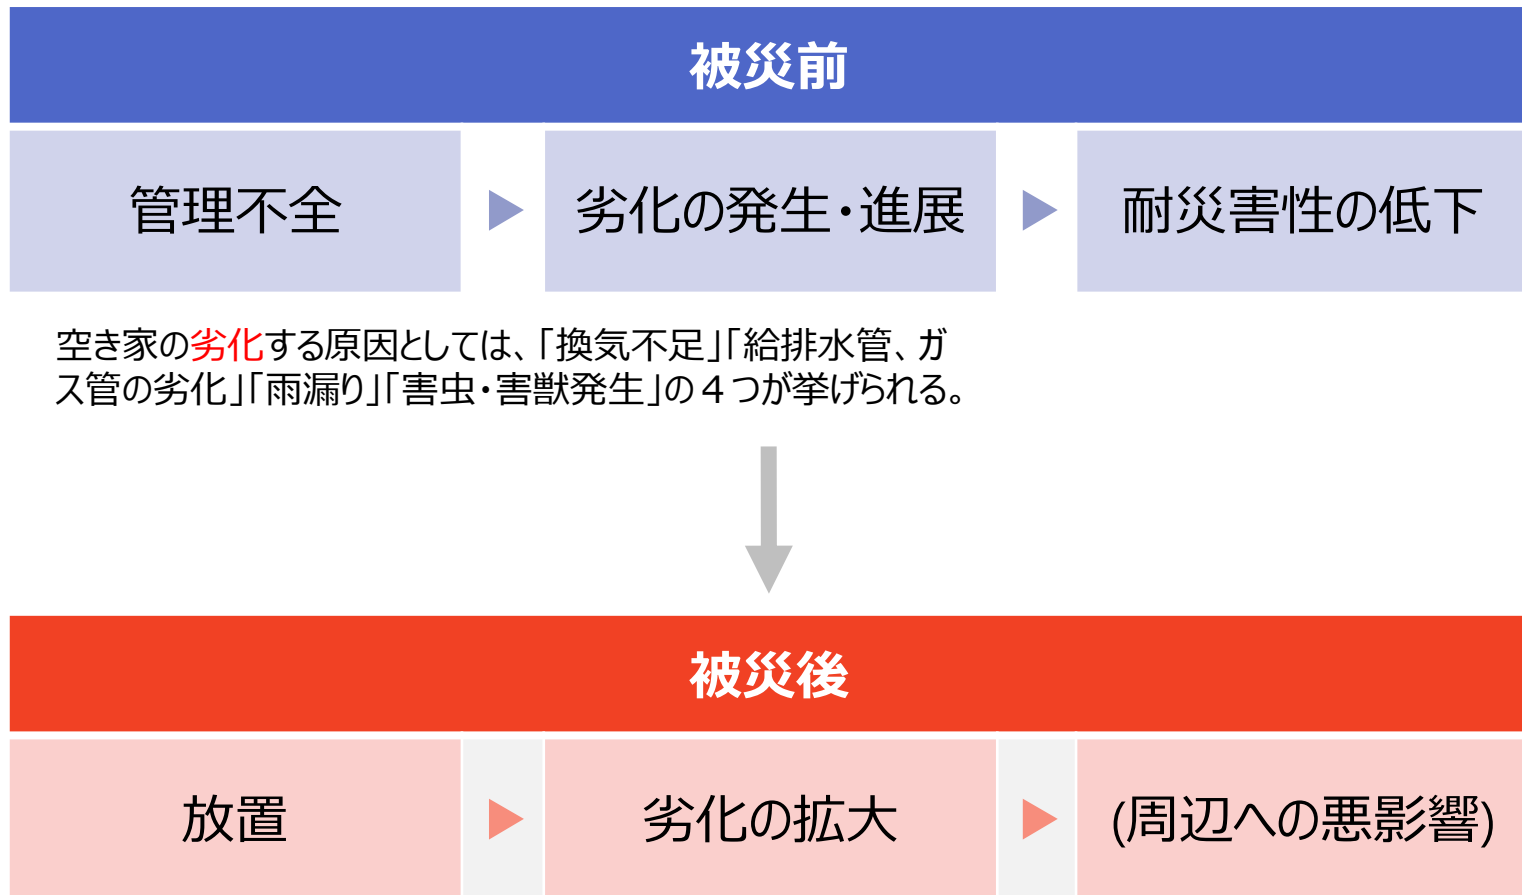 被災前
管理不全
劣化の発生・進展
耐災害性の低下
空き家の劣化する原因としては、「換気不足」「給排水管、ガ
ス管の劣化」「雨漏り」「害虫・害獣発生」の４つが挙げられる。
被災後
放置
劣化の拡大
(周辺への悪影響)